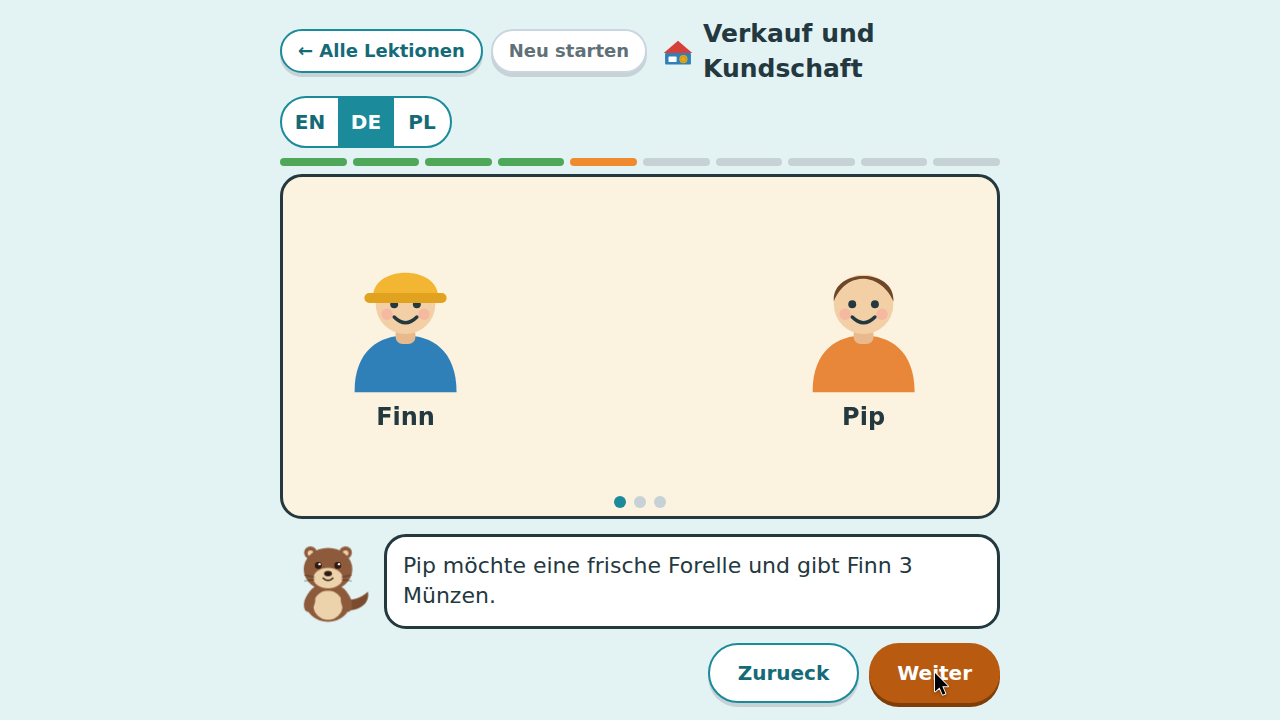 ← Alle Lektionen
Neu starten
Verkauf und
Kundschaft
EN DE PL
Finn
Pip
Pip möchte eine frische Forelle und gibt Finn 3
Münzen.
Zurueck
Weiter